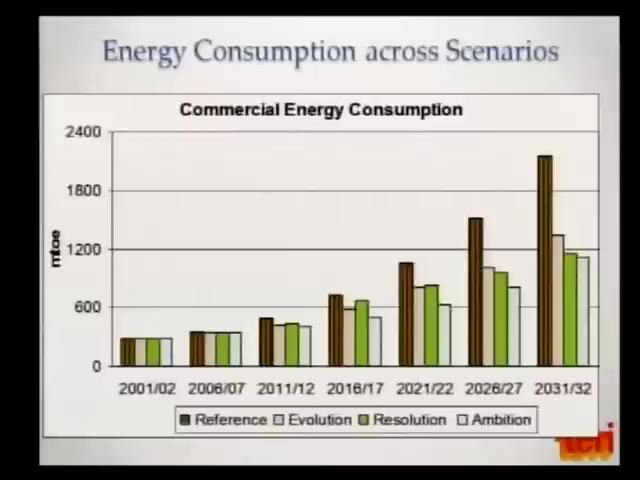 Energy Consumption across Scenarios
Commercial Energy Consumption
2400
1800
1200
600
0
mtoe
2001/02 2006/07 2011/12 2016/17 2021/22 2026/27 2031/32
Reference Evolution Resolution Ambition
teri